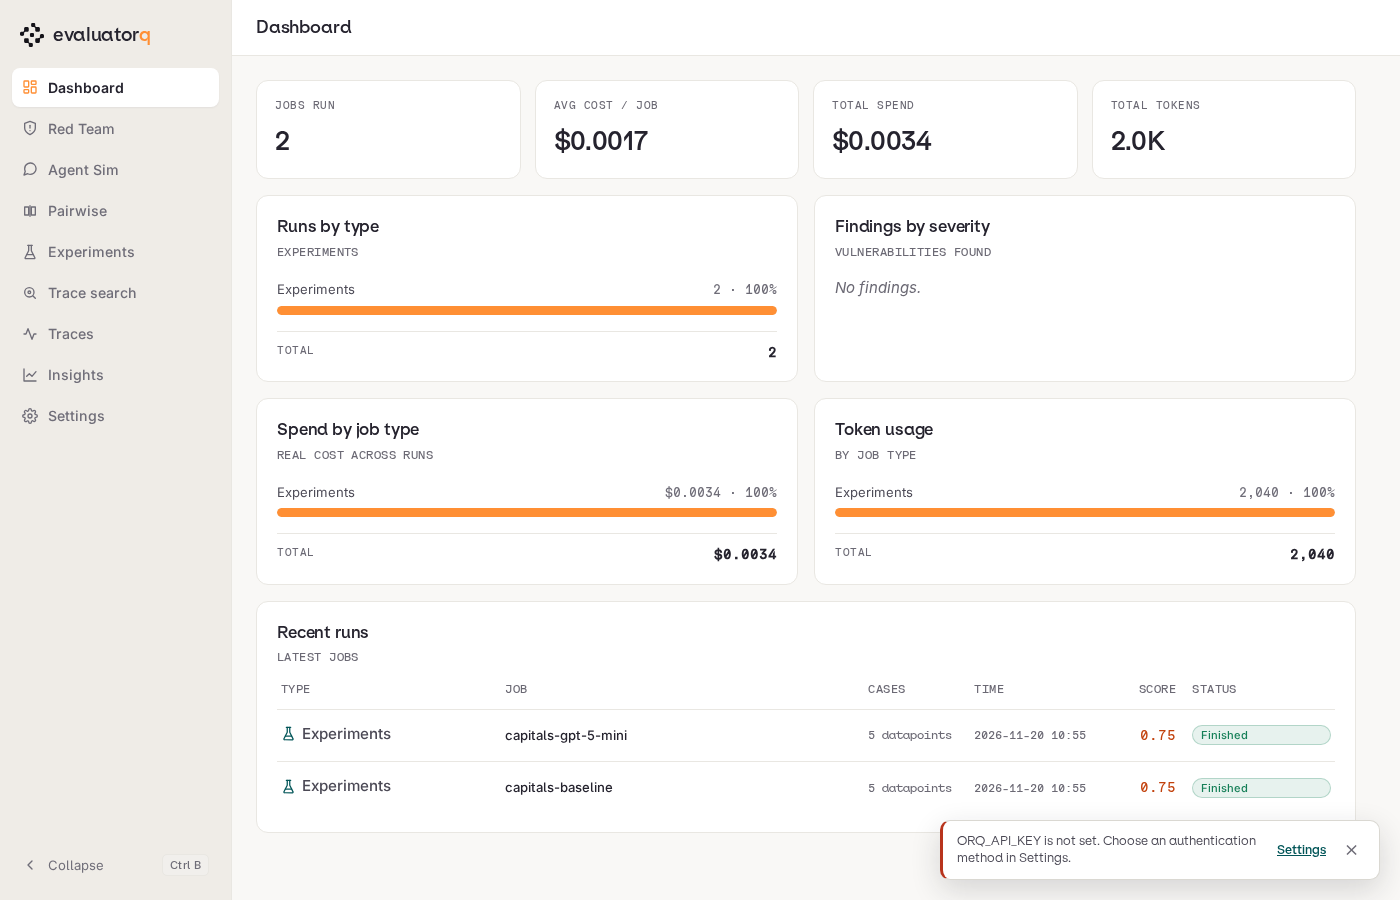 evaluatorq
Dashboard
Red Team
Agent Sim
Pairwise
Experiments
Trace search
Traces
Insights
Settings
Collapse
Ctrl B
Dashboard
JOBS RUN
2
AVG COST / JOB
$0.0017
TOTAL SPEND
$0.0034
TOTAL TOKENS
2.0K
Runs by type
EXPERIMENTS
Experiments 2 · 100%
TOTAL 2
Findings by severity
VULNERABILITIES FOUND
No findings.
Spend by job type
REAL COST ACROSS RUNS
Experiments $0.0034 · 100%
TOTAL $0.0034
Token usage
BY JOB TYPE
Experiments 2,040 · 100%
TOTAL 2,040
Recent runs
LATEST JOBS
TYPE JOB CASES TIME SCORE STATUS
Experiments capitals-gpt-5-mini 5 datapoints 2026-11-20 10:55 0.75 Finished
Experiments capitals-baseline 5 datapoints 2026-11-20 10:55 0.75 Finished
ORQ_API_KEY is not set. Choose an authentication
method in Settings.
Settings